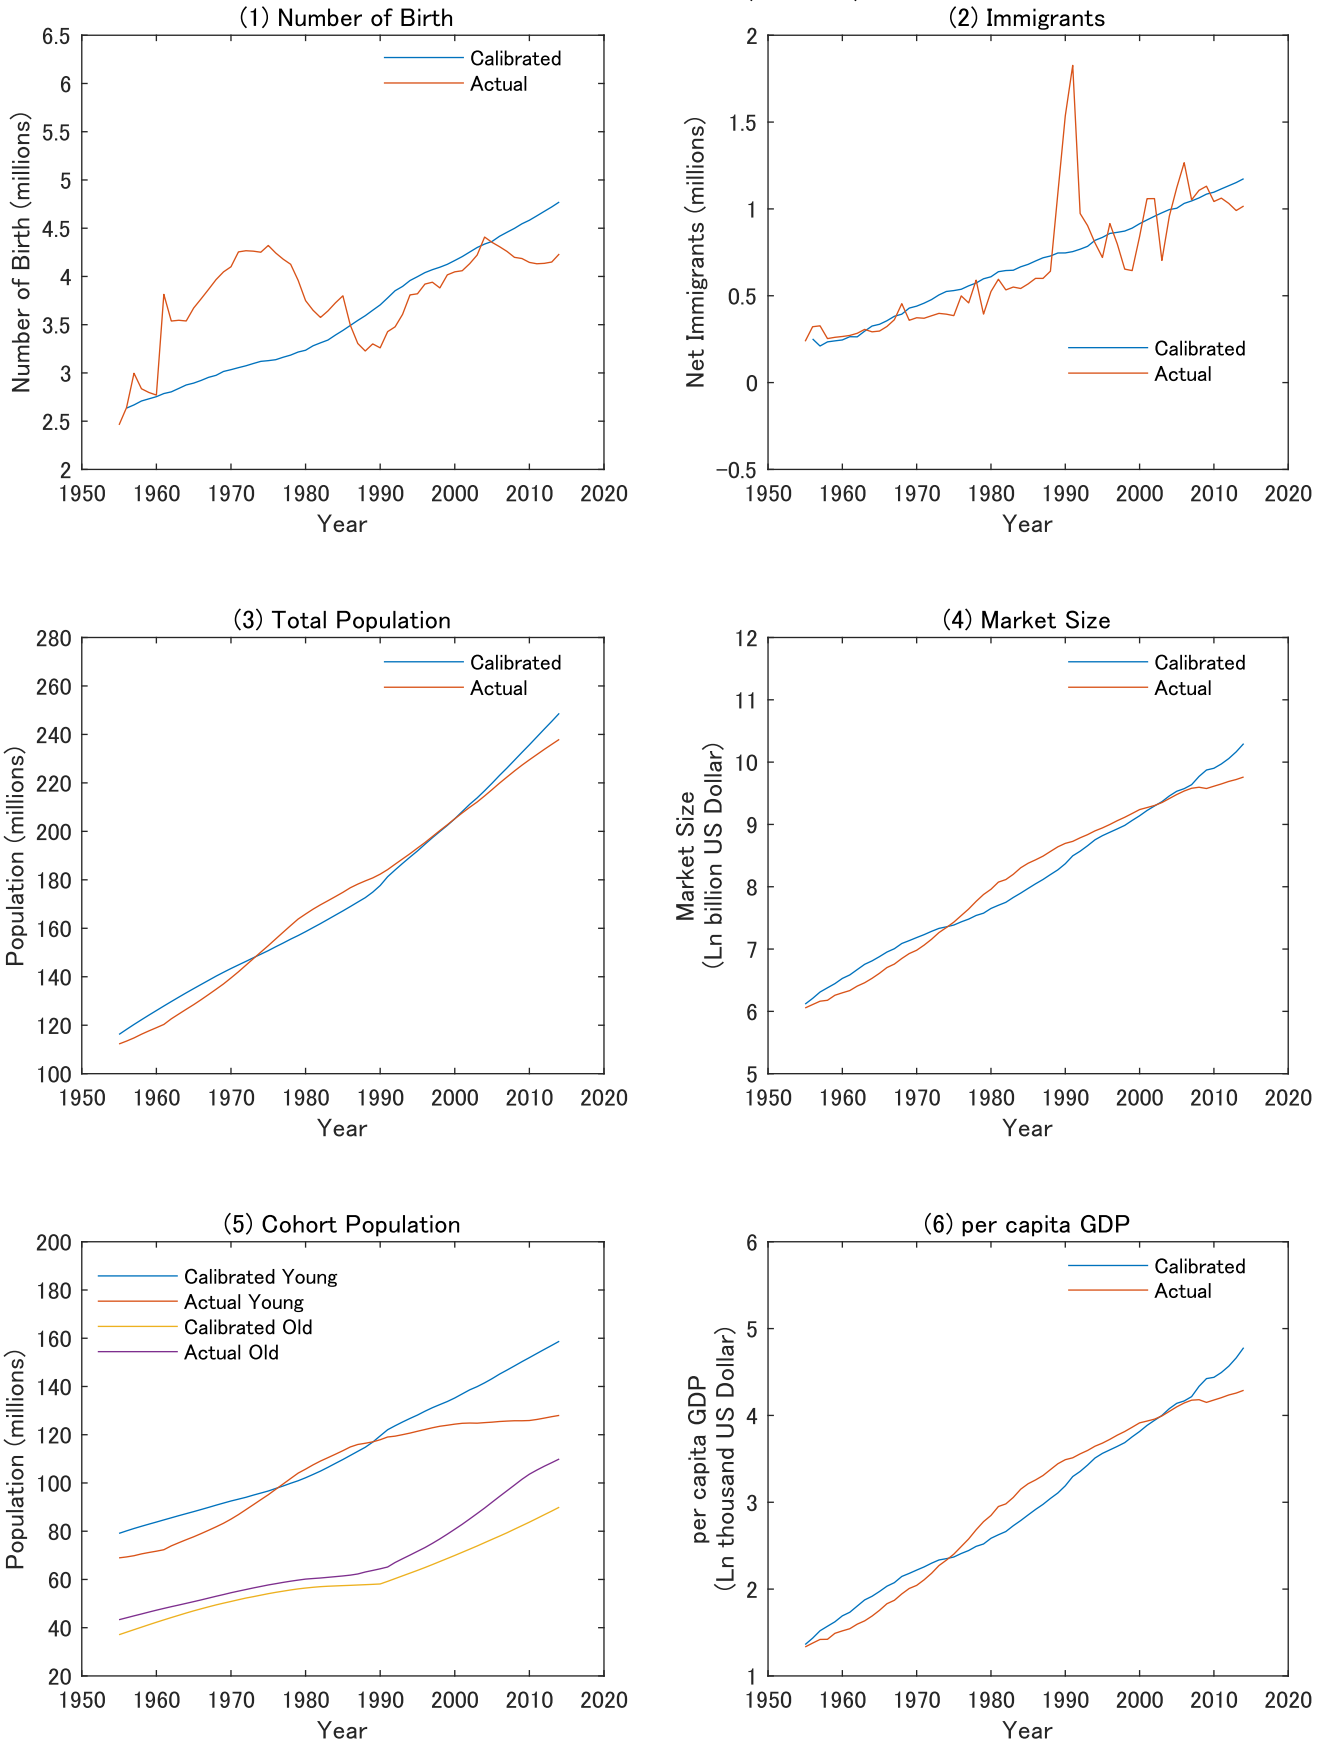 (1) Number of Birth
6.5
6
5.5
5
4.5
4
3.5
3
2.5
2
Number of Birth (millions)
Calibrated
Actual
1950 1960 1970 1980 1990 2000 2010 2020
Year
(2) Immigrants
2
1.5
1
0.5
0
−0.5
Net Immigrants (millions)
Calibrated
Actual
1950 1960 1970 1980 1990 2000 2010 2020
Year
(3) Total Population
280
260
240
220
200
180
160
140
120
100
Population (millions)
Calibrated
Actual
1950 1960 1970 1980 1990 2000 2010 2020
Year
(4) Market Size
12
11
10
9
8
7
6
5
Market Size
(Ln billion US Dollar)
Calibrated
Actual
1950 1960 1970 1980 1990 2000 2010 2020
Year
(5) Cohort Population
200
180
160
140
120
100
80
60
40
20
Population (millions)
Calibrated Young
Actual Young
Calibrated Old
Actual Old
1950 1960 1970 1980 1990 2000 2010 2020
Year
(6) per capita GDP
6
5
4
3
2
1
per capita GDP
(Ln thousand US Dollar)
Calibrated
Actual
1950 1960 1970 1980 1990 2000 2010 2020
Year